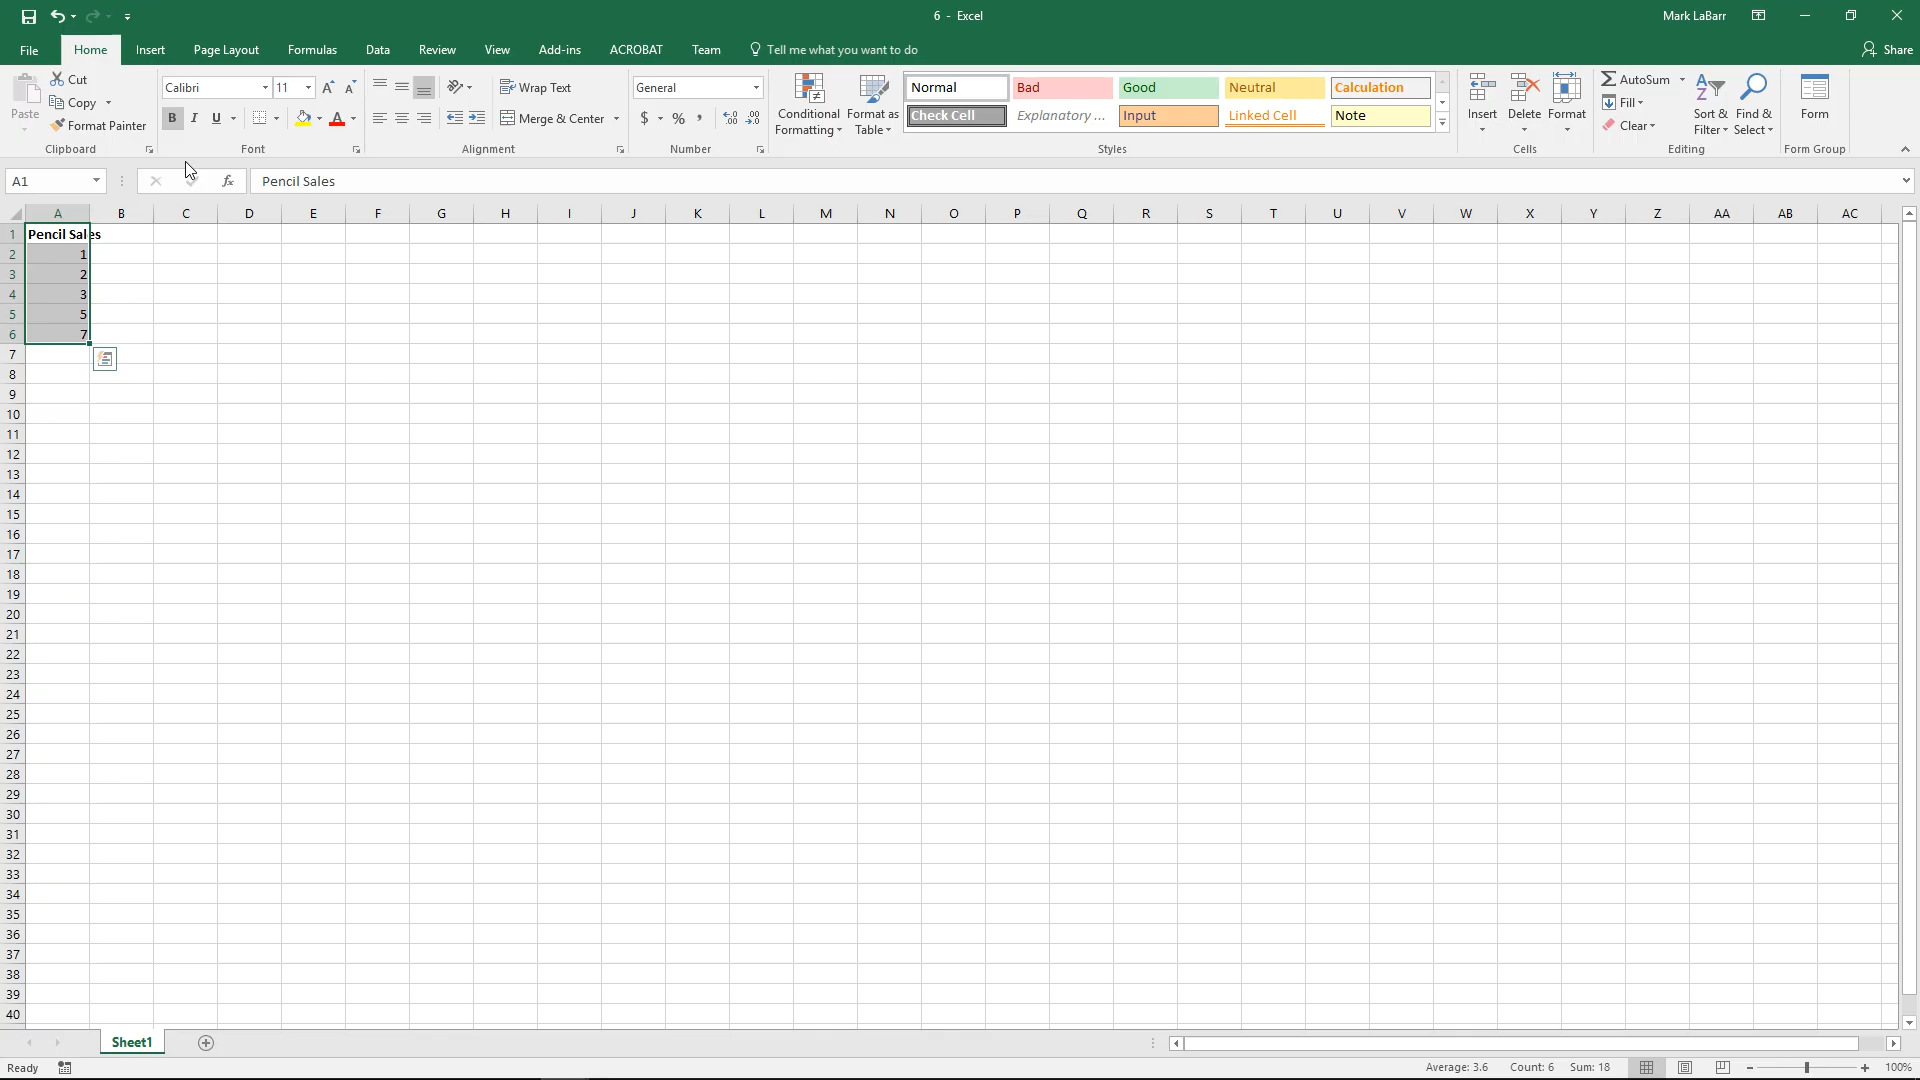 6 - Excel
Mark LaBarr
File Home Insert Page Layout Formulas Data Review View Add-ins ACROBAT Team Tell me what you want to do Share
Paste
Cut
Copy
Format Painter
Clipboard
Calibri 11
B I U
Font
Wrap Text
Merge & Center
Alignment
General
$ % ,
Number
Conditional Formatting
Format as Table
Normal Bad Good Neutral Calculation
Check Cell Explanatory ... Input Linked Cell Note
Styles
Insert Delete Format
Cells
AutoSum
Fill
Clear
Sort & Filter
Find & Select
Editing
Form
Form Group
A1 fx Pencil Sales
A B C D E F G H I J K L M N O P Q R S T U V W X Y Z AA AB AC
1 Pencil Sales
2 1
3 2
4 3
5 5
6 7
7
8
9
10
11
12
13
14
15
16
17
18
19
20
21
22
23
24
25
26
27
28
29
30
31
32
33
34
35
36
37
38
39
40
Sheet1
Ready Average: 3.6 Count: 6 Sum: 18 100%